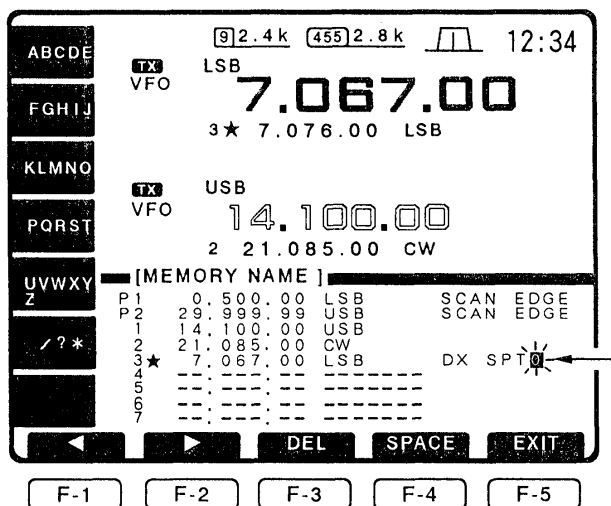 ABCDE
FGHIJ
KLMNO
PQRST
UVWXY
Z
/?*
9 2.4k 455 2.8k 12:34
TX LSB
VFO
7.067.00
3★ 7.076.00 LSB
TX USB
VFO
14.100.00
2 21.085.00 CW
[MEMORY NAME ]
P1 0.500.00 LSB SCAN EDGE
P2 29.999.99 USB SCAN EDGE
1 14.100.00 USB
2 21.085.00 CW
3★ 7.067.00 LSB DX SPT0
4 --.---.-- -------
5 --.---.-- -------
6 --.---.-- -------
7 --.---.-- -------
◀ ▶ DEL SPACE EXIT
F-1 F-2 F-3 F-4 F-5